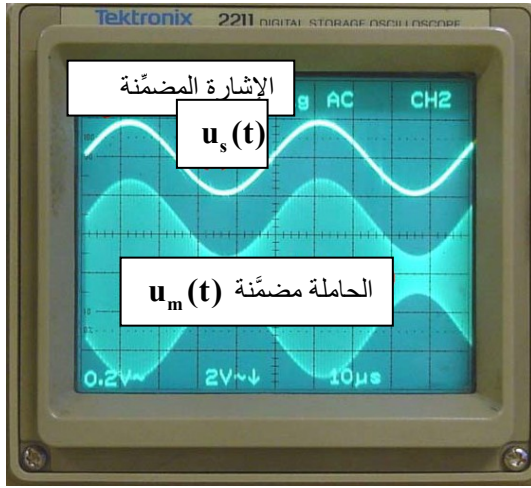 Tektronix 2211 DIGITAL STORAGE OSCILLOSCOPE
الإشارة المضمِّنة
g AC CH2
u_s(t)
الحاملة مضمَّنة u_m(t)
0.2V~ 2V~↓ 10µs